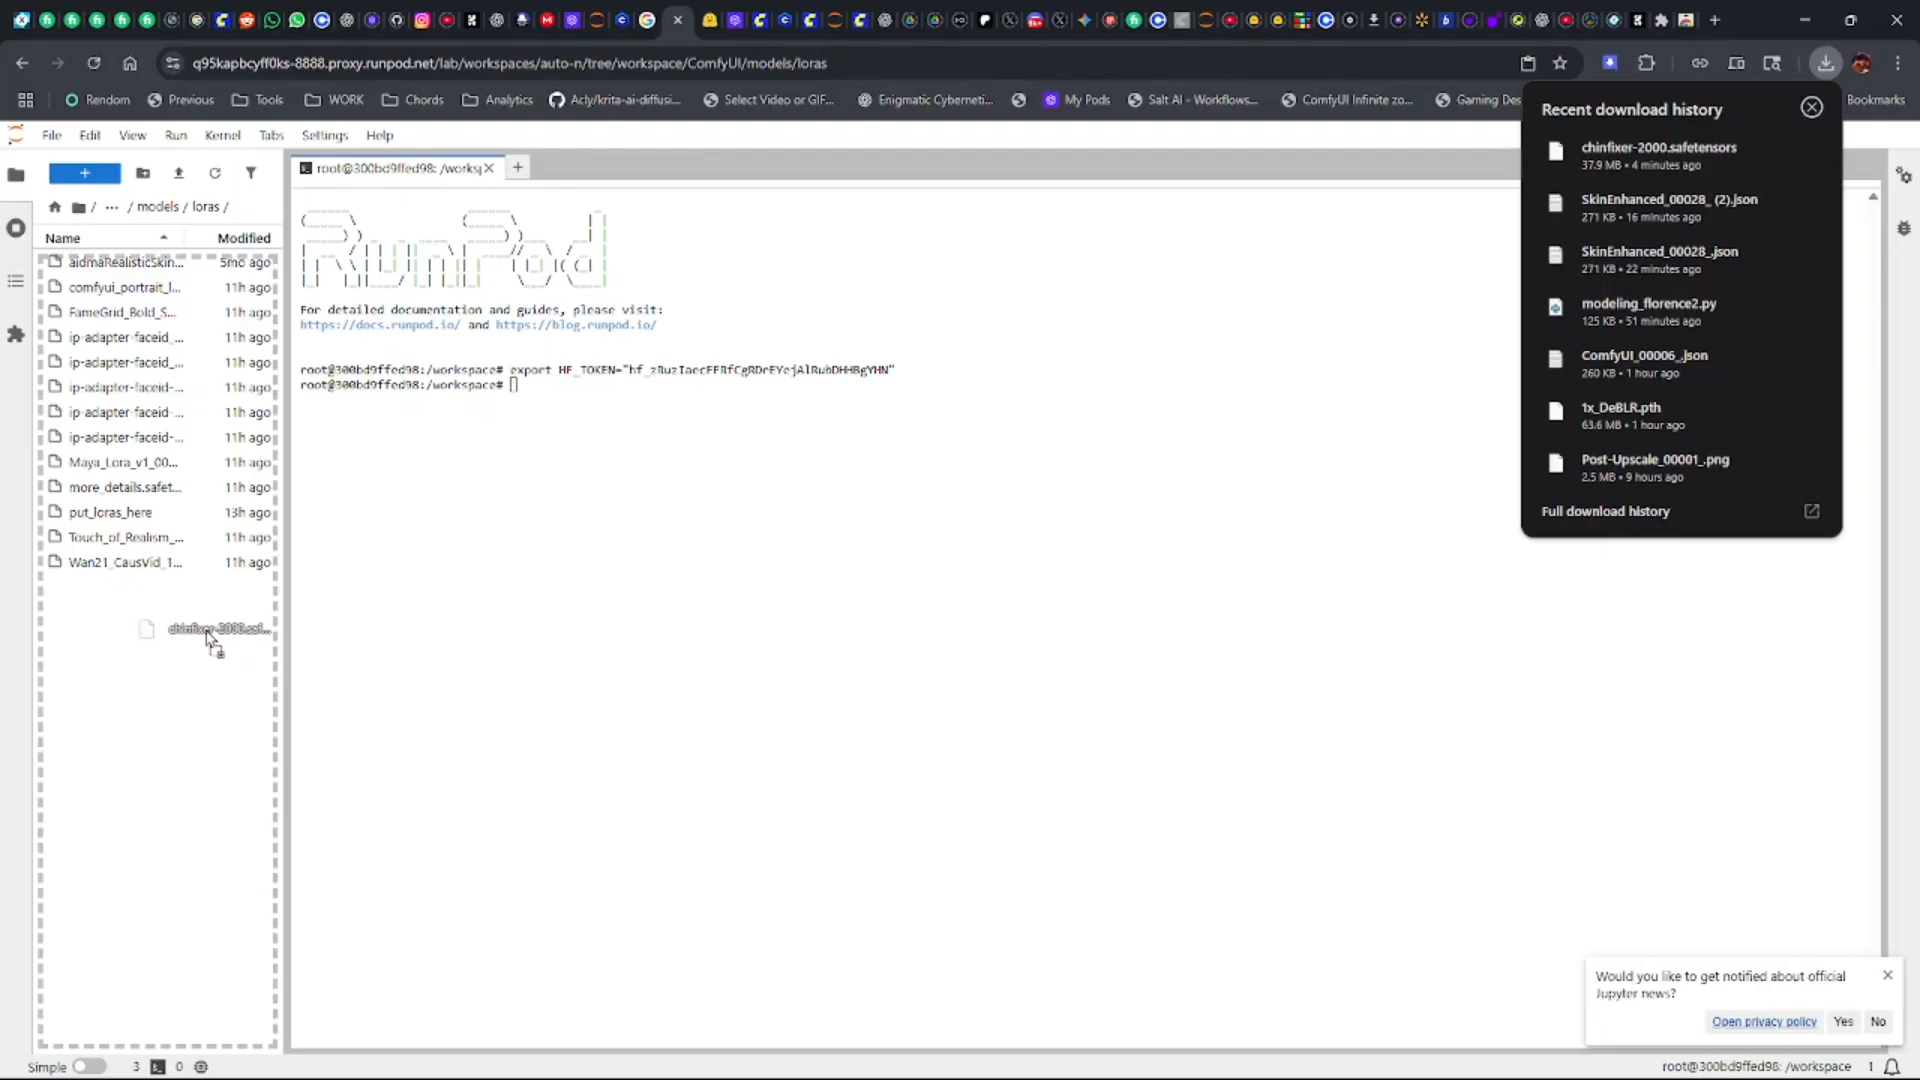 q95kapbcyff0ks-8888.proxy.runpod.net/lab/workspaces/auto-n/tree/workspace/ComfyUI/models/loras
Rendom
Previous
Tools
WORK
Chords
Analytics
Acly/krita-ai-diffusi...
Select Video or GIF...
Enigmatic Cyberneti...
My Pods
Salt AI - Workflows...
ComfyUI Infinite zo...
Gaming Des
Bookmarks
File Edit View Run Kernel Tabs Settings Help
root@300bd9ffed98: /works
/ ... / models / loras /
Name Modified
aidmaRealisticSkin... 5mo ago
comfyui_portrait_l... 11h ago
FameGrid_Bold_S... 11h ago
ip-adapter-faceid_... 11h ago
ip-adapter-faceid_... 11h ago
ip-adapter-faceid-... 11h ago
ip-adapter-faceid-... 11h ago
ip-adapter-faceid-... 11h ago
Maya_Lora_v1_00... 11h ago
more_details.safet... 11h ago
put_loras_here 13h ago
Touch_of_Realism_... 11h ago
Wan21_CausVid_1... 11h ago
chinfixer-2000.saf...
RunPod
For detailed documentation and guides, please visit:
https://docs.runpod.io/ and https://blog.runpod.io/
root@300bd9ffed98:/workspace# export HF_TOKEN=
root@300bd9ffed98:/workspace#
Recent download history
chinfixer-2000.safetensors
37.9 MB • 4 minutes ago
SkinEnhanced_00028_ (2).json
271 KB • 16 minutes ago
SkinEnhanced_00028_.json
271 KB • 22 minutes ago
modeling_florence2.py
125 KB • 51 minutes ago
ComfyUI_00006_.json
260 KB • 1 hour ago
1x_DeBLR.pth
63.6 MB • 1 hour ago
Post-Upscale_00001_.png
2.5 MB • 9 hours ago
Full download history
Would you like to get notified about official
Jupyter news?
Open privacy policy Yes No
Simple 3 0
root@300bd9ffed98: /workspace 1